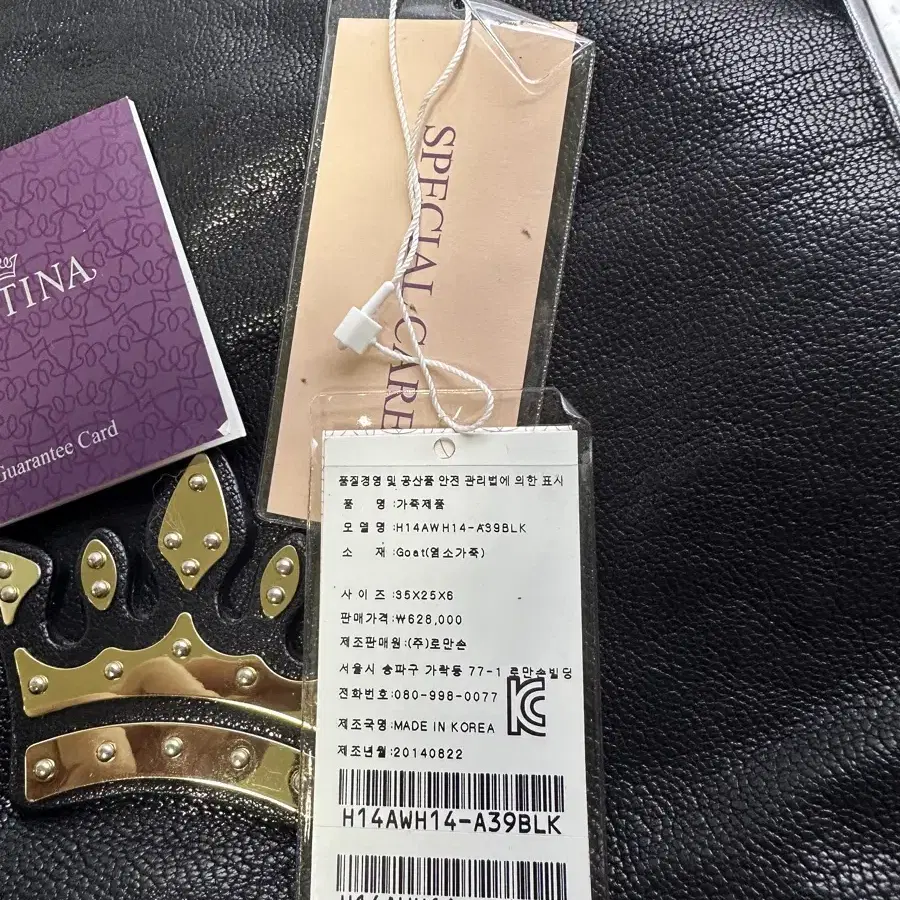 TINA
Guarantee Card
SPECIAL CARE
품질경영 및 공산품 안전 관리법에 의한 표시
품 명 :가죽제품
모 델 명 :H14AWH14-A39BLK
소 재 :Goat(염소가죽)
사 이 즈 :35X25X6
판매가격:₩628,000
제조판매원:(주)로만손
서울시 송파구 가락동 77-1 로만손빌딩
전화번호:080-998-0077
제조국명:MADE IN KOREA
제조년월:20140822
H14AWH14-A39BLK